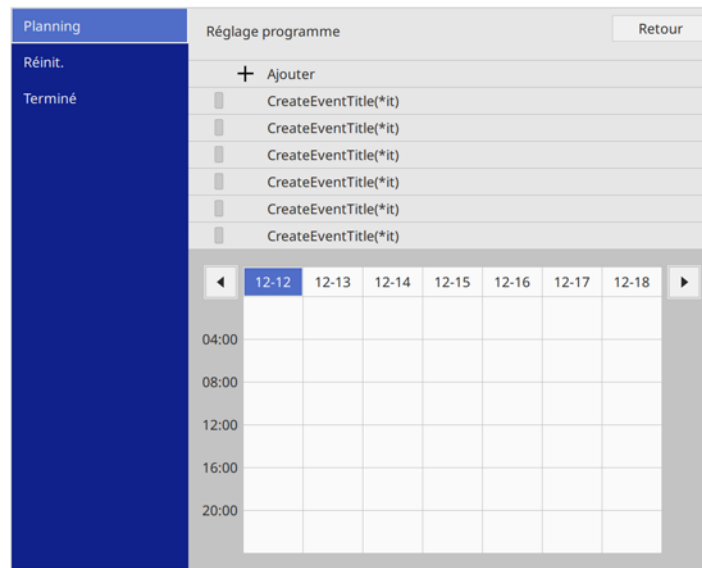 Planning
Réinit.
Terminé
Réglage programme
Retour
+ Ajouter
CreateEventTitle(*it)
CreateEventTitle(*it)
CreateEventTitle(*it)
CreateEventTitle(*it)
CreateEventTitle(*it)
CreateEventTitle(*it)
12-12 12-13 12-14 12-15 12-16 12-17 12-18
04:00
08:00
12:00
16:00
20:00